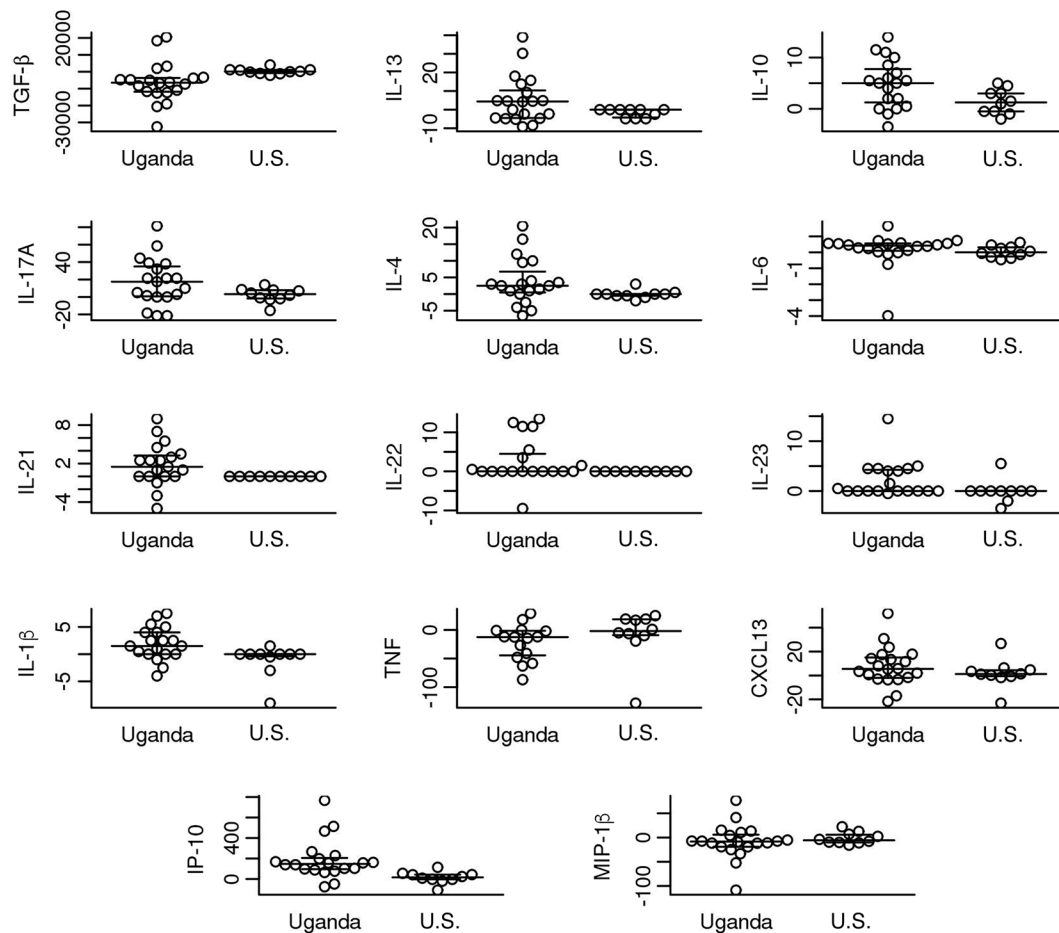 TGF-β
20000
-30000
Uganda
U.S.
IL-13
20
-10
Uganda
U.S.
IL-10
10
0
Uganda
U.S.
IL-17A
40
-20
Uganda
U.S.
IL-4
20
5
-5
Uganda
U.S.
IL-6
-1
-4
Uganda
U.S.
IL-21
8
2
-4
Uganda
U.S.
IL-22
10
0
-10
Uganda
U.S.
IL-23
10
0
Uganda
U.S.
IL-1β
5
-5
Uganda
U.S.
TNF
0
-100
Uganda
U.S.
CXCL13
20
-20
Uganda
U.S.
IP-10
400
0
Uganda
U.S.
MIP-1β
0
-100
Uganda
U.S.